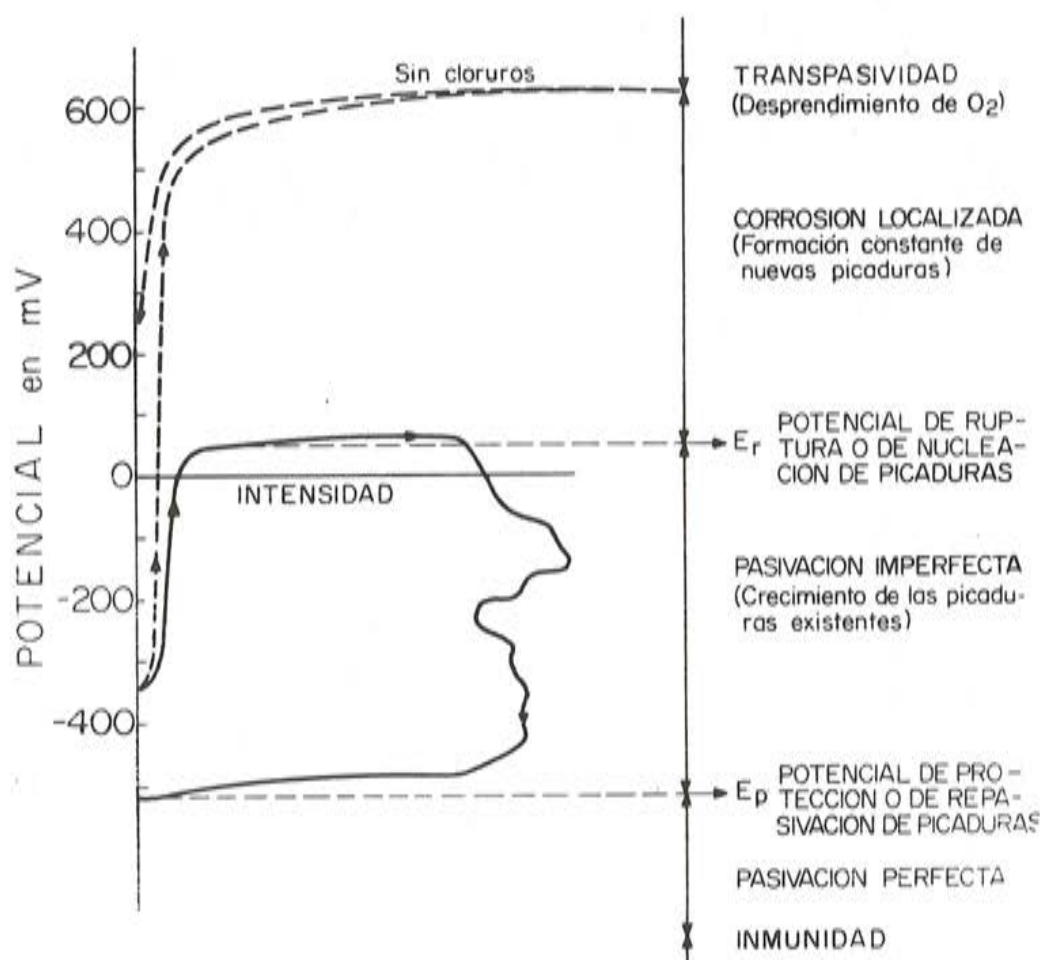 Sin cloruros
POTENCIAL en mV
600
400
200
0
-200
-400
INTENSIDAD
TRANSPASIVIDAD
(Desprendimiento de O2)
CORROSION LOCALIZADA
(Formación constante de
nuevas picaduras)
Er
POTENCIAL DE RUP-
TURA O DE NUCLEA-
CION DE PICADURAS
PASIVACION IMPERFECTA
(Crecimiento de las picadu-
ras existentes)
Ep
POTENCIAL DE PRO-
TECCION O DE REPA-
SIVACION DE PICADURAS
PASIVACION PERFECTA
INMUNIDAD